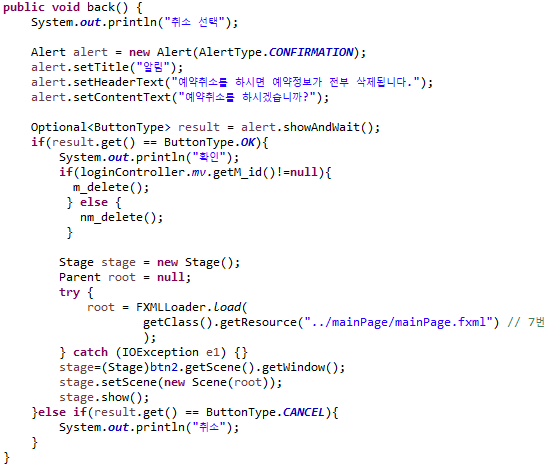 public void back() {
    System.out.println("취소 선택");

    Alert alert = new Alert(AlertType.CONFIRMATION);
    alert.setTitle("알림");
    alert.setHeaderText("예약취소를 하시면 예약정보가 전부 삭제됩니다.");
    alert.setContentText("예약취소를 하시겠습니까?");

    Optional<ButtonType> result = alert.showAndWait();
    if(result.get() == ButtonType.OK){
        System.out.println("확인");
        if(loginController.mv.getM_id()!=null){
          m_delete();
         } else {
           nm_delete();
         }

        Stage stage = new Stage();
        Parent root = null;
        try {
            root = FXMLLoader.load(
                    getClass().getResource("../mainPage/mainPage.fxml") // 7번
                    );
        } catch (IOException e1) {}
        stage=(Stage)btn2.getScene().getWindow();
        stage.setScene(new Scene(root));
        stage.show();
    }else if(result.get() == ButtonType.CANCEL){
        System.out.println("취소");
    }
}